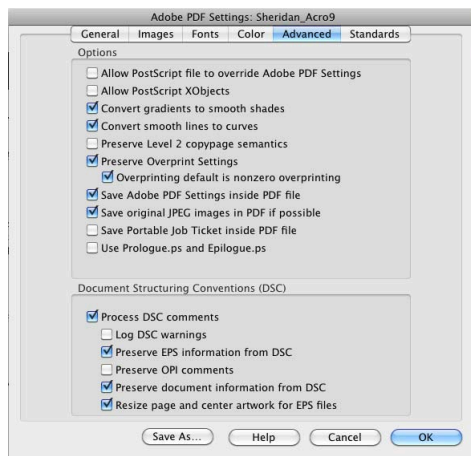 Adobe PDF Settings: Sheridan_Acro9
General Images Fonts Color Advanced Standards
Options
Allow PostScript file to override Adobe PDF Settings
Allow PostScript XObjects
Convert gradients to smooth shades
Convert smooth lines to curves
Preserve Level 2 copypage semantics
Preserve Overprint Settings
Overprinting default is nonzero overprinting
Save Adobe PDF Settings inside PDF file
Save original JPEG images in PDF if possible
Save Portable Job Ticket inside PDF file
Use Prologue.ps and Epilogue.ps
Document Structuring Conventions (DSC)
Process DSC comments
Log DSC warnings
Preserve EPS information from DSC
Preserve OPI comments
Preserve document information from DSC
Resize page and center artwork for EPS files
Save As... Help Cancel OK